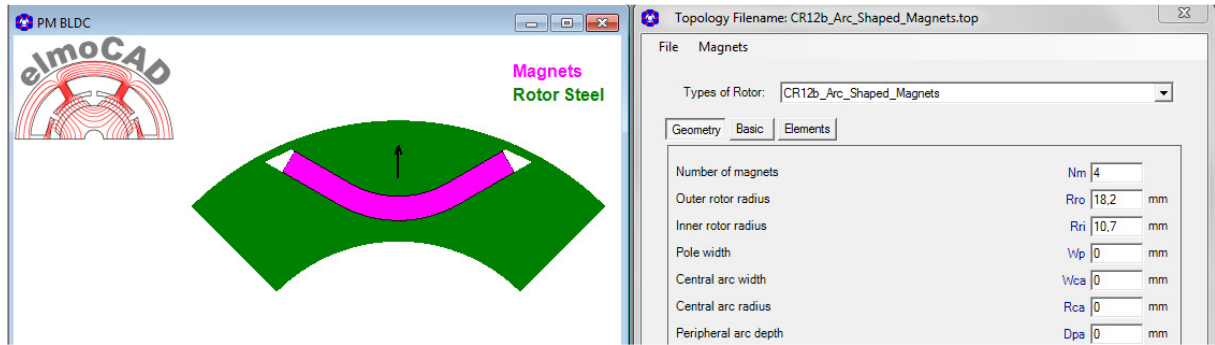 PM BLDC
elmoCAD
Magnets
Rotor Steel
Topology Filename: CR12b_Arc_Shaped_Magnets.top
File Magnets
Types of Rotor: CR12b_Arc_Shaped_Magnets
Geometry Basic Elements
Number of magnets Nm 4
Outer rotor radius Rro 18,2 mm
Inner rotor radius Rri 10,7 mm
Pole width Wp 0 mm
Central arc width Wca 0 mm
Central arc radius Rca 0 mm
Peripheral arc depth Dpa 0 mm